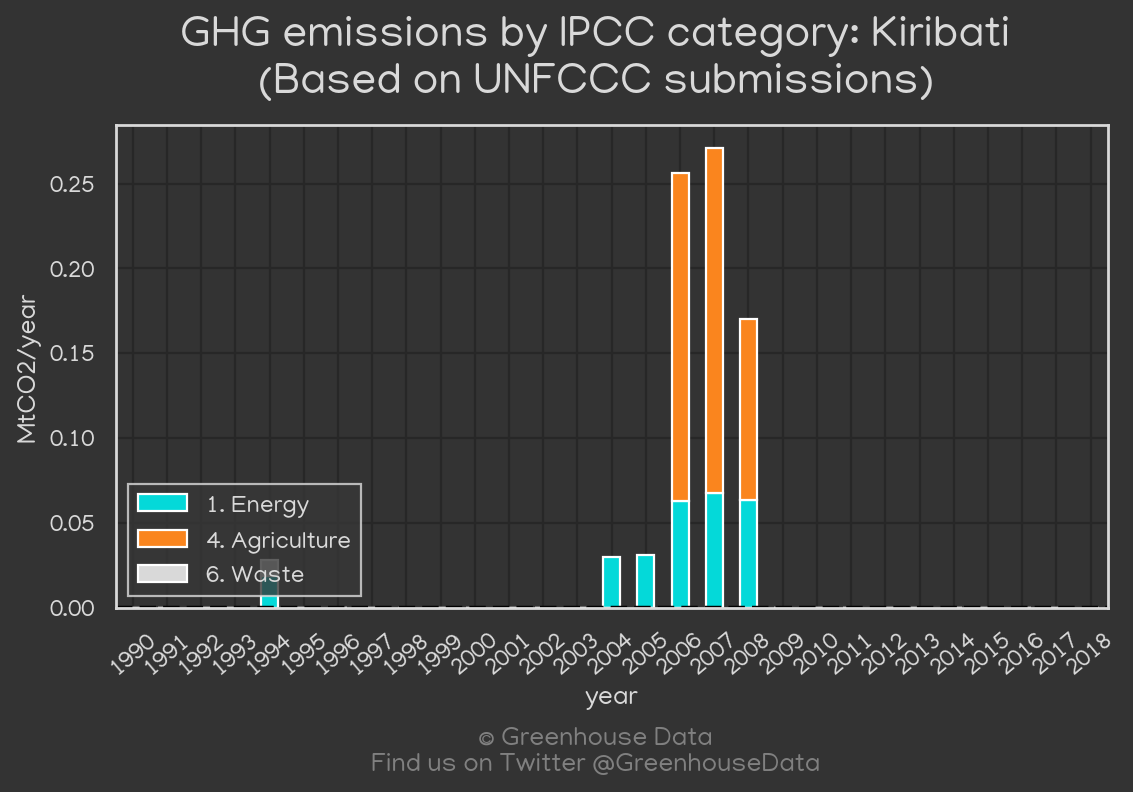 GHG emissions by IPCC category: Kiribati
(Based on UNFCCC submissions)
MtCO2/year
0.25
0.20
0.15
0.10
0.05
0.00
1. Energy
4. Agriculture
6. Waste
1990 1991 1992 1993 1994 1995 1996 1997 1998 1999 2000 2001 2002 2003 2004 2005 2006 2007 2008 2009 2010 2011 2012 2013 2014 2015 2016 2017 2018
year
© Greenhouse Data
Find us on Twitter @GreenhouseData